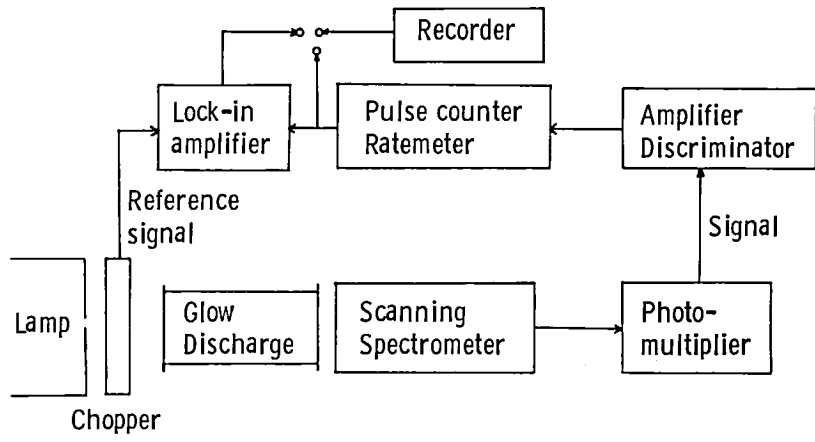 Recorder
Lock-in
amplifier
Pulse counter
Ratemeter
Amplifier
Discriminator
Reference
signal
Signal
Lamp
Glow
Discharge
Scanning
Spectrometer
Photo-
multiplier
Chopper